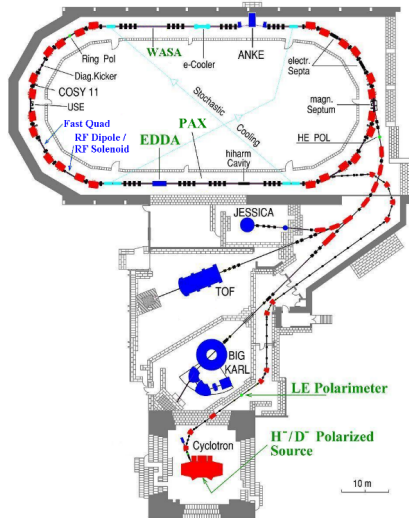 WASA
e-Cooler
ANKE
Ring Pol
electr.
Septa
Diag.Kicker
COSY 11
USE
magn.
Septum
Stochastic
Cooling
Fast Quad
RF Dipole /
RF Solenoid
HE POL
PAX
EDDA
hiharm
Cavity
JESSICA
TOF
BIG
KARL
LE Polarimeter
Cyclotron
H⁻/D⁻ Polarized
Source
10 m